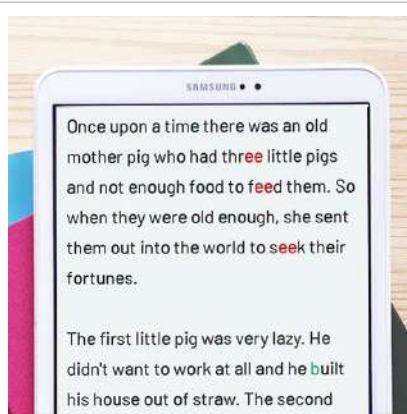 SAMSUNG
Once upon a time there was an old
mother pig who had three little pigs
and not enough food to feed them. So
when they were old enough, she sent
them out into the world to seek their
fortunes.
The first little pig was very lazy. He
didn't want to work at all and he built
his house out of straw. The second